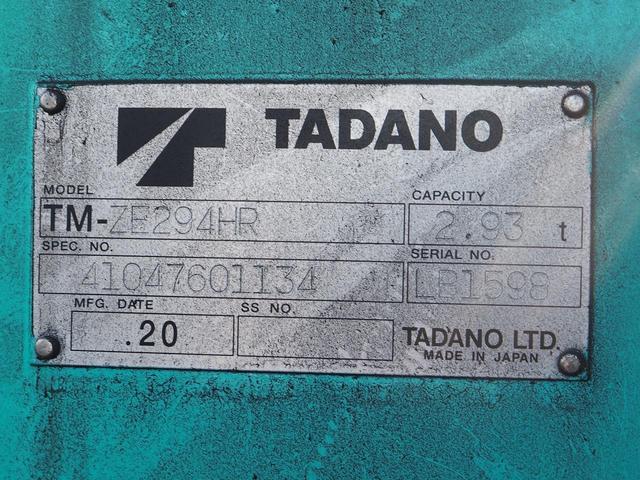 TADANO
MODEL
CAPACITY
TM-ZE294HR
2.93 t
SPEC. NO.
SERIAL NO.
41047601134
LB1598
MFG. DATE
SS NO.
.20
TADANO LTD.
MADE IN JAPAN